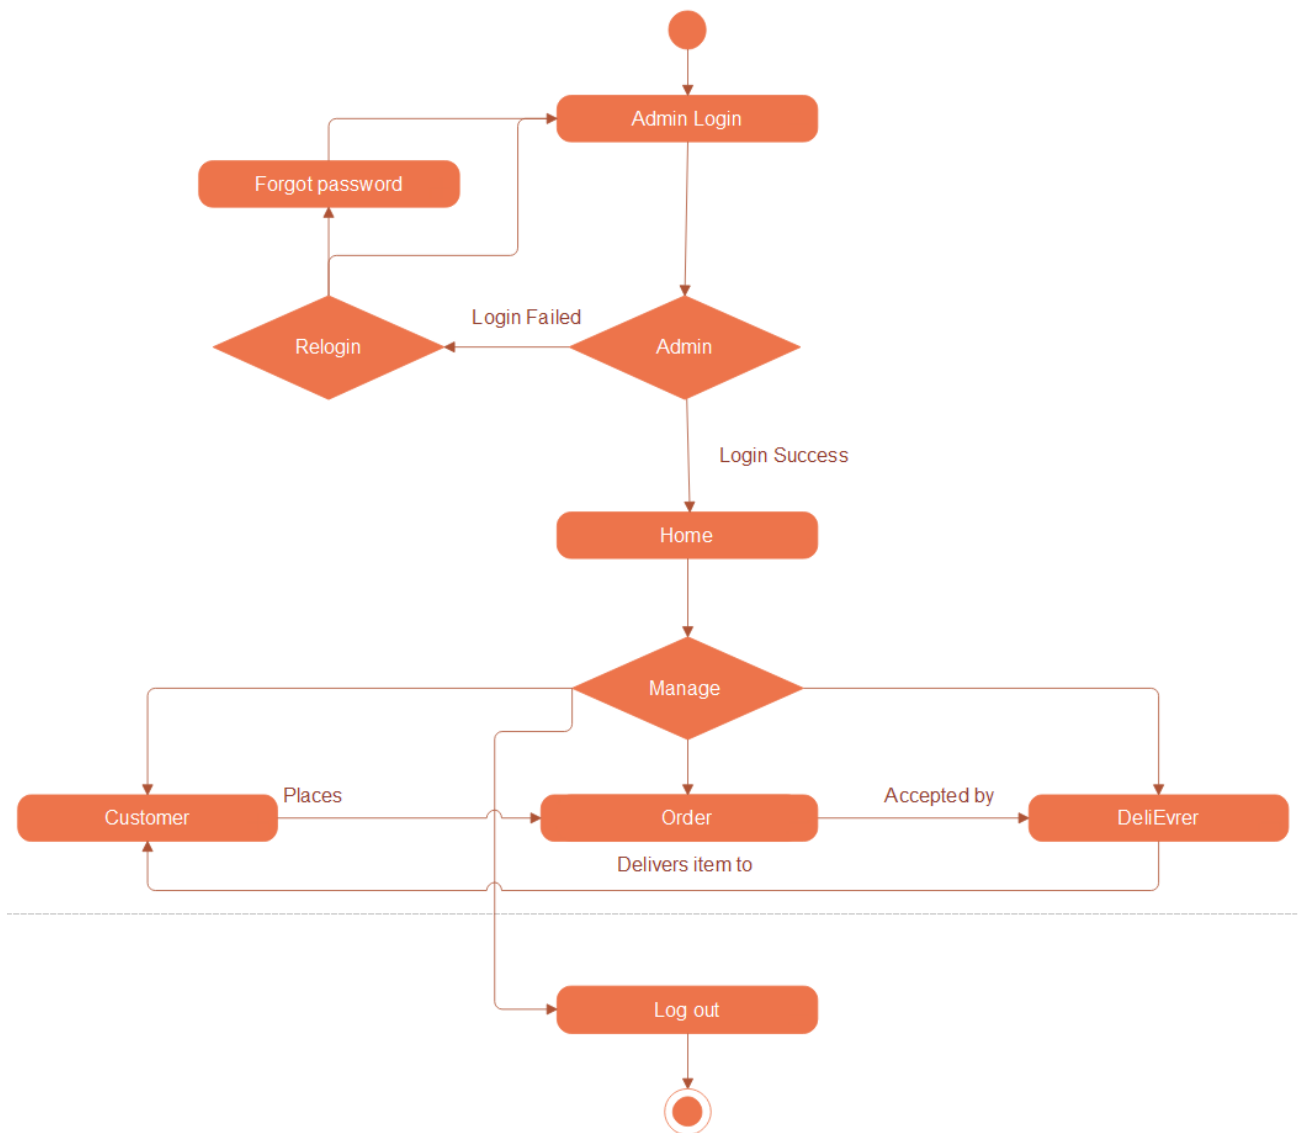 Admin Login
Forgot password
Login Failed
Relogin
Admin
Login Success
Home
Manage
Places
Accepted by
Customer
Order
DeliEvrer
Delivers item to
Log out